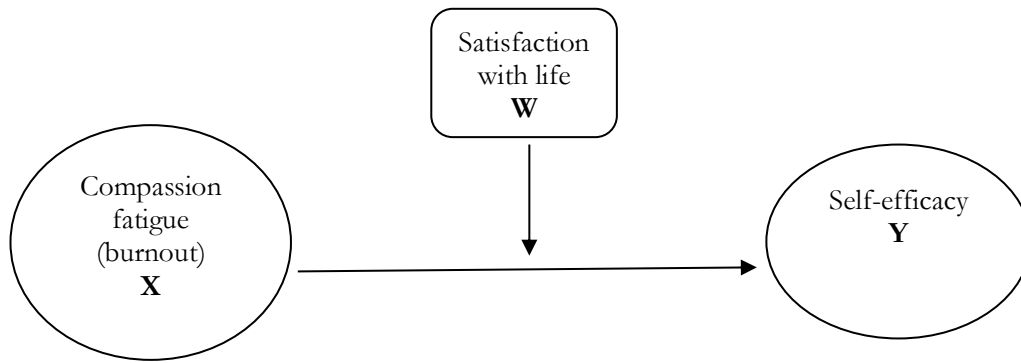 Satisfaction
with life
W
Compassion
fatigue
(burnout)
X
Self-efficacy
Y